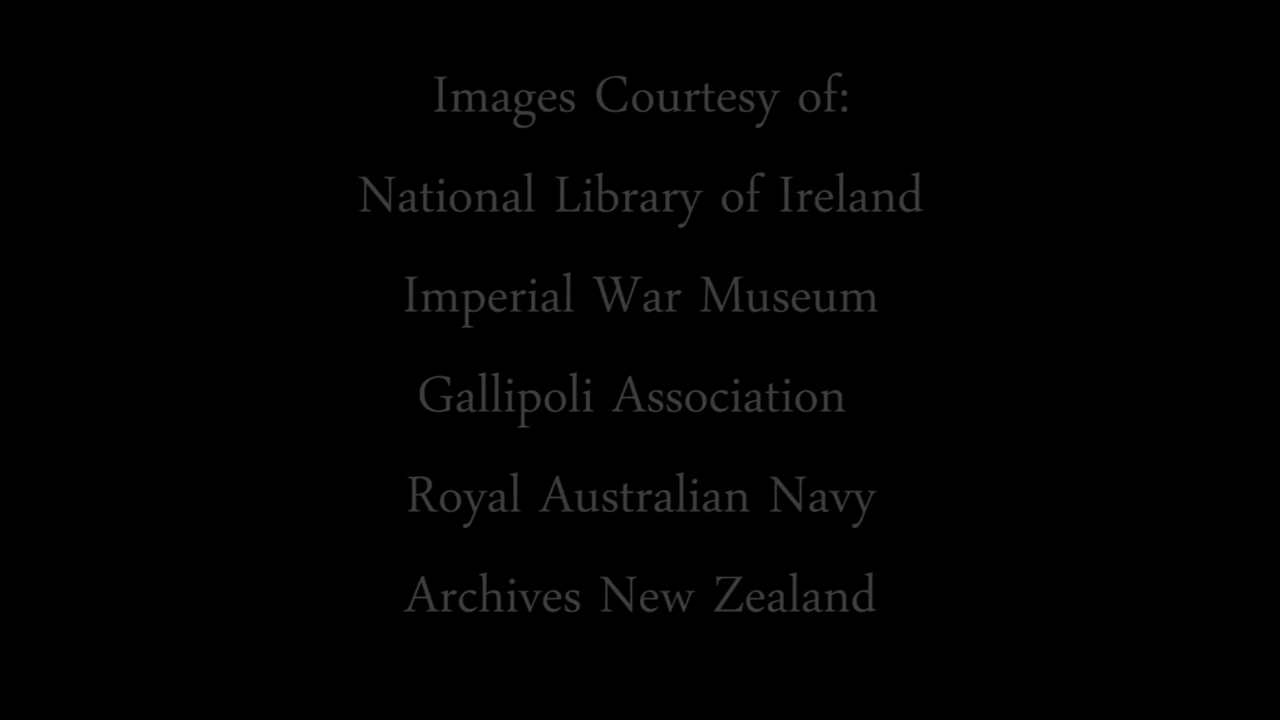 Images Courtesy of:
National Library of Ireland
Imperial War Museum
Gallipoli Association
Royal Australian Navy
Archives New Zealand